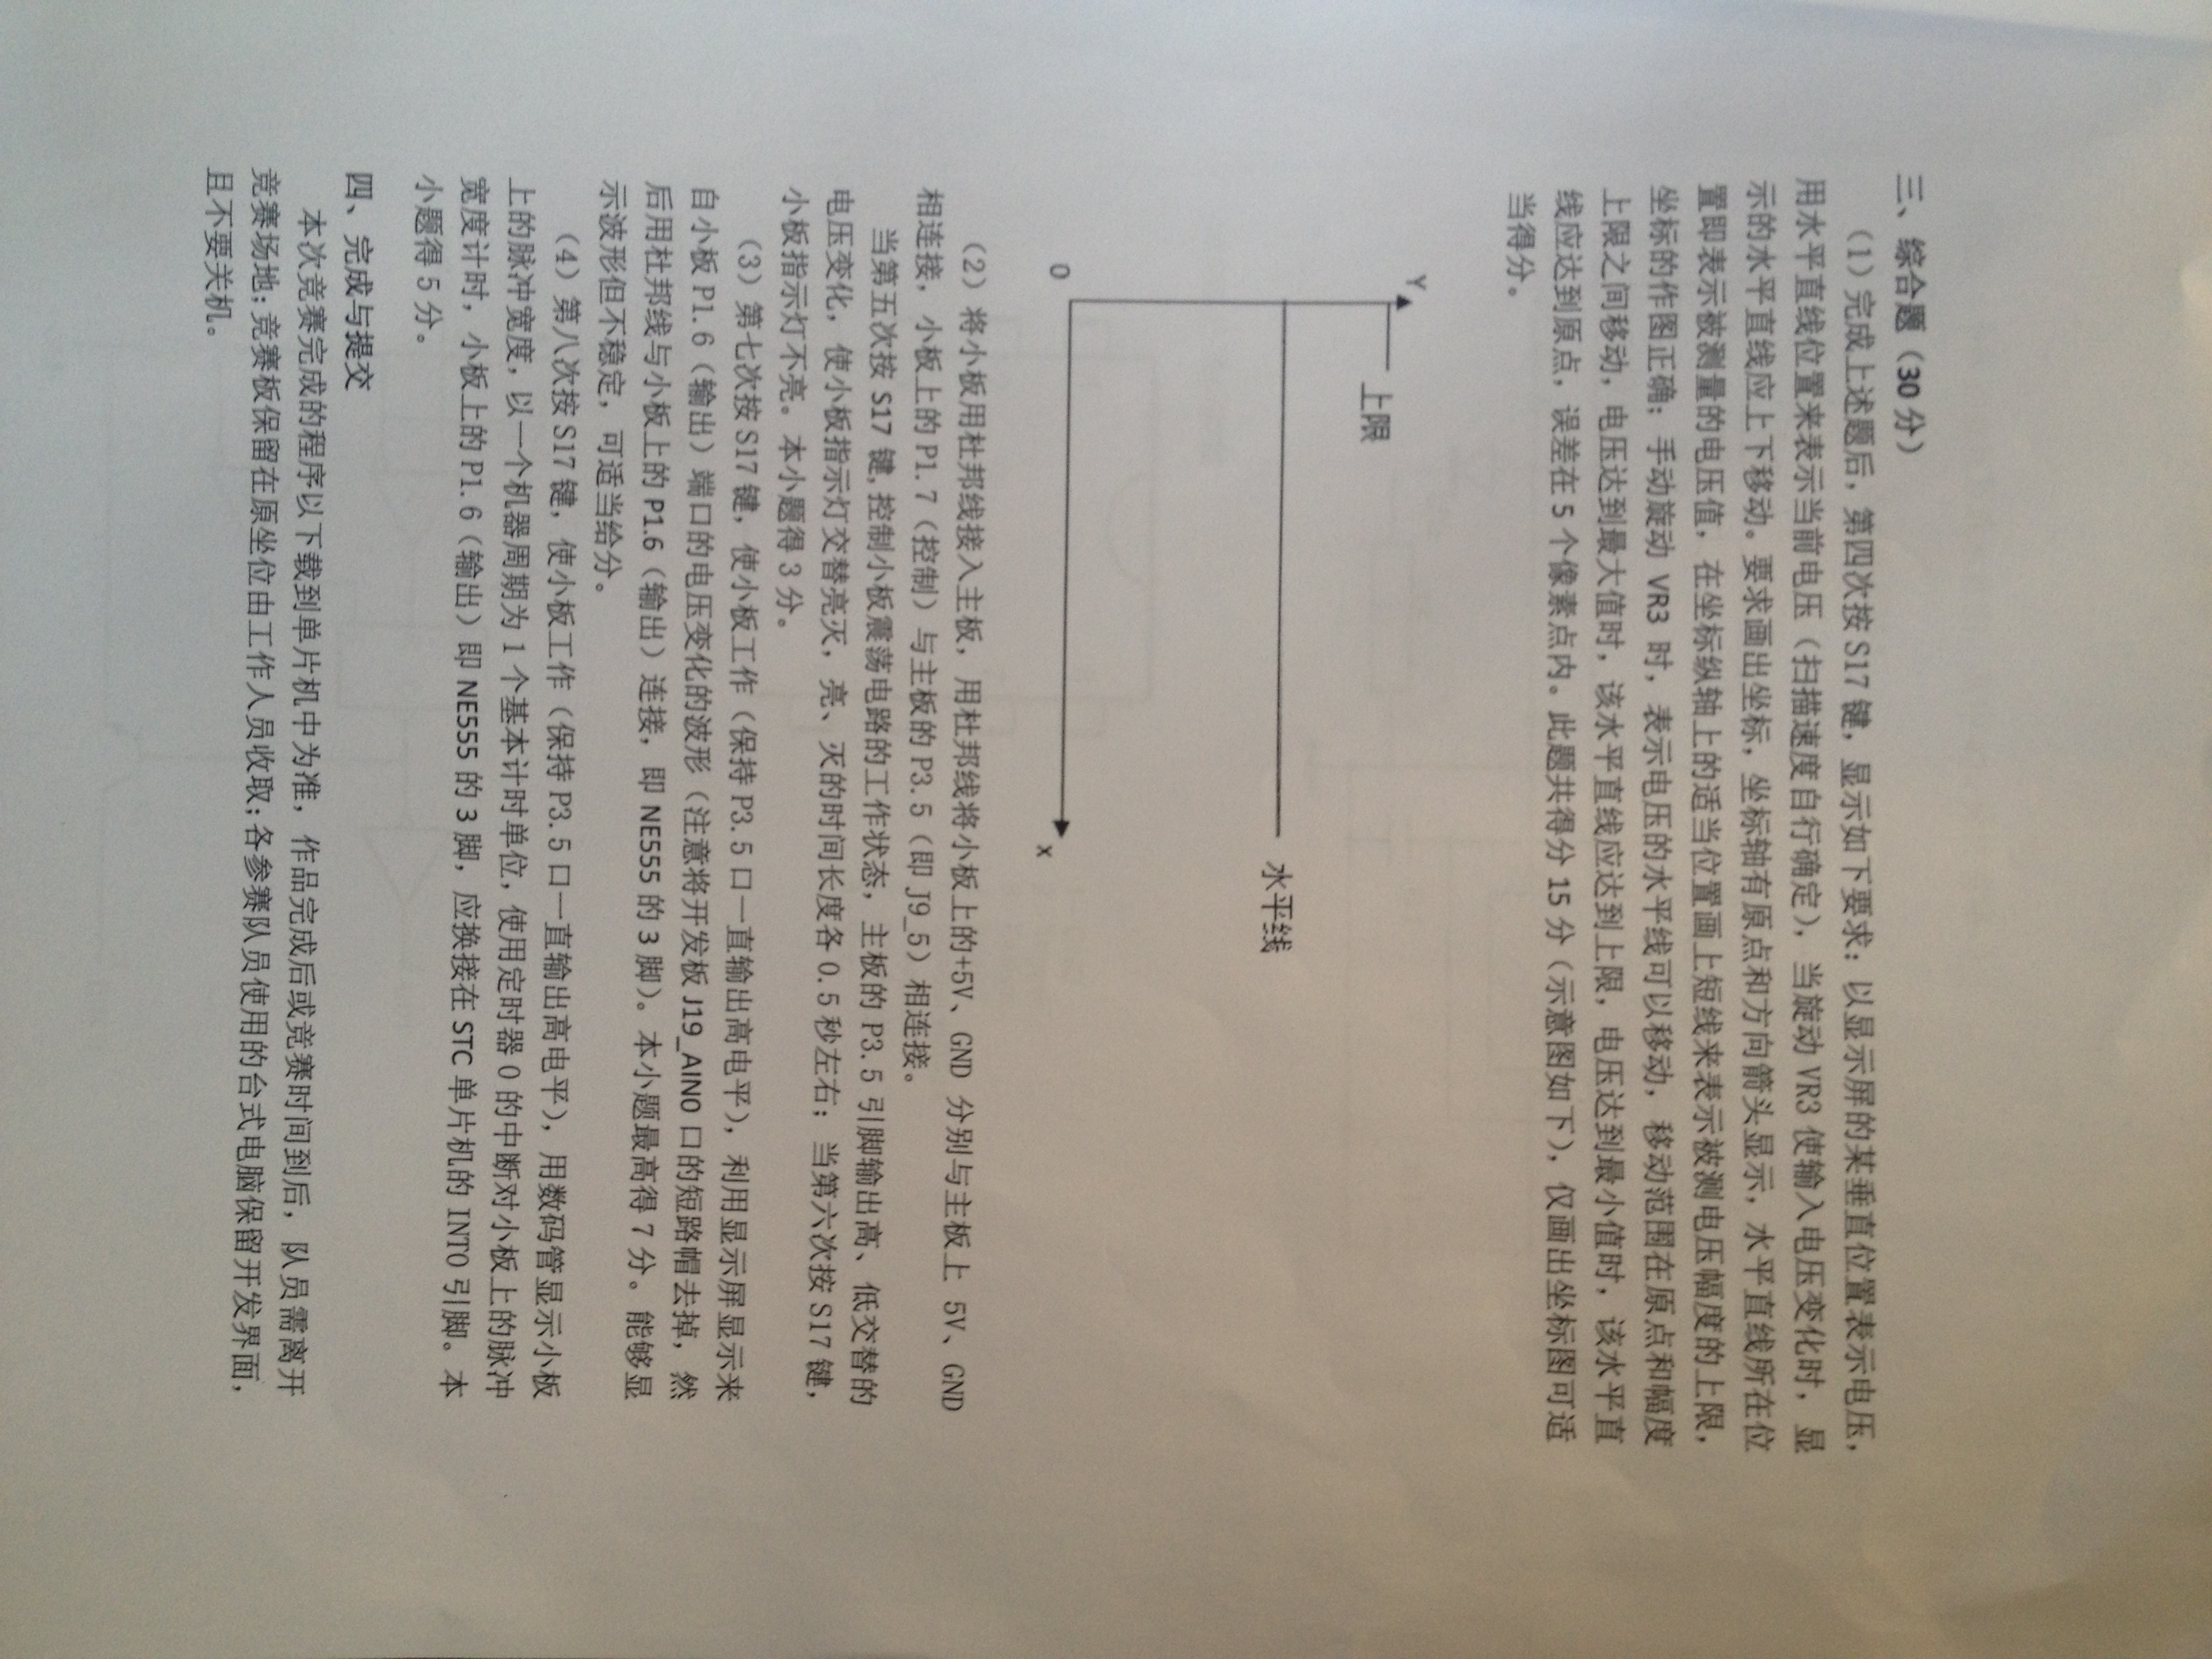 三、综合题（30 分）
（1）完成上述题后，第四次按 S17 键，显示如下要求：以显示屏的某垂直位置表示电压，
用水平直线位置来表示当前电压（扫描速度自行确定），当旋动 VR3 使输入电压变化时，显
示的水平直线应上下移动。要求画出坐标，坐标轴有原点和方向箭头显示，水平直线所在位
置即表示被测量的电压值，在坐标纵轴上的适当位置画上短线来表示被测电压幅度的上限，
坐标的作图正确；手动旋动 VR3 时，表示电压的水平线可以移动，移动范围在原点和幅度
上限之间移动，电压达到最大值时，该水平直线应达到上限，电压达到最小值时，该水平直
线应达到原点，误差在 5 个像素点内。此题共得分 15 分（示意图如下），仅画出坐标图可适
当得分。
Y
上限
水平线
0
x
（2）将小板用杜邦线接入主板，用杜邦线将小板上的+5V、GND 分别与主板上 5V、GND
相连接，小板上的 P1.7（控制）与主板的 P3.5（即 J9_5）相连接。
当第五次按 S17 键，控制小板震荡电路的工作状态，主板的 P3.5 引脚输出高、低交替的
电压变化，使小板指示灯交替亮灭，亮、灭的时间长度各 0.5 秒左右；当第六次按 S17 键，
小板指示灯不亮。本小题得 3 分。
（3）第七次按 S17 键，使小板工作（保持 P3.5 口一直输出高电平），利用显示屏显示来
自小板 P1.6（输出）端口的电压变化的波形（注意将开发板 J19_AIN0 口的短路帽去掉，然
后用杜邦线与小板上的 P1.6（输出）连接，即 NE555 的 3 脚）。本小题最高得 7 分。能够显
示波形但不稳定，可适当给分。
（4）第八次按 S17 键，使小板工作（保持 P3.5 口一直输出高电平），用数码管显示小板
上的脉冲宽度，以一个机器周期为 1 个基本计时单位，使用定时器 0 的中断对小板上的脉冲
宽度计时，小板上的 P1.6（输出）即 NE555 的 3 脚，应换接在 STC 单片机的 INT0 引脚。本
小题得 5 分。
四、完成与提交
本次竞赛完成的程序以下载到单片机中为准，作品完成后或竞赛时间到后，队员需离开
竞赛场地；竞赛板保留在原坐位由工作人员收取；各参赛队员使用的台式电脑保留开发界面，
且不要关机。